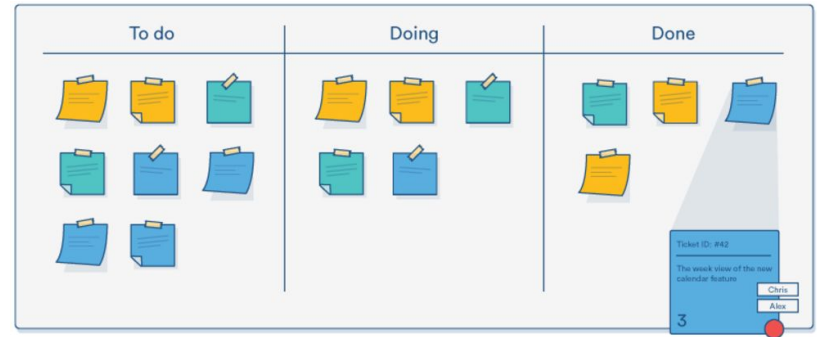 To do
Doing
Done
Ticket ID: #42
The week view of the new
calendar feature
Chris
Alex
3